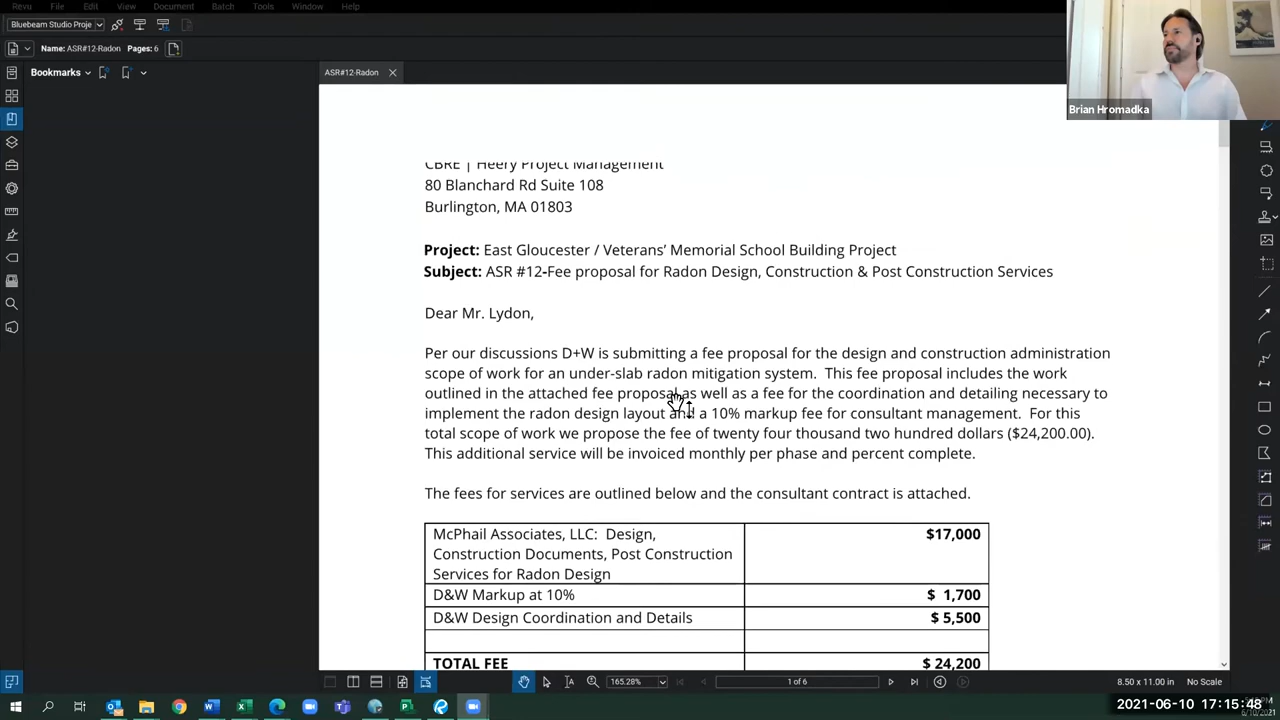 Revu File Edit View Document Batch Tools Window Help
Bluebeam Studio Proje
Name: ASR#12-Radon Pages: 6
Bookmarks
ASR#12-Radon
Brian Hromadka
CBRE | Heery Project Management
80 Blanchard Rd Suite 108
Burlington, MA 01803
Project: East Gloucester / Veterans’ Memorial School Building Project
Subject: ASR #12-Fee proposal for Radon Design, Construction & Post Construction Services
Dear Mr. Lydon,
Per our discussions D+W is submitting a fee proposal for the design and construction administration
scope of work for an under-slab radon mitigation system. This fee proposal includes the work
outlined in the attached fee proposal as well as a fee for the coordination and detailing necessary to
implement the radon design layout a 10% markup fee for consultant management. For this
total scope of work we propose the fee of twenty four thousand two hundred dollars ($24,200.00).
This additional service will be invoiced monthly per phase and percent complete.
The fees for services are outlined below and the consultant contract is attached.
McPhail Associates, LLC: Design, $17,000
Construction Documents, Post Construction
Services for Radon Design
D&W Markup at 10% $ 1,700
D&W Design Coordination and Details $ 5,500
TOTAL FEE $ 24,200
165.28% 1 of 6 8.50 x 11.00 in No Scale
2021-06-10 17:15:48